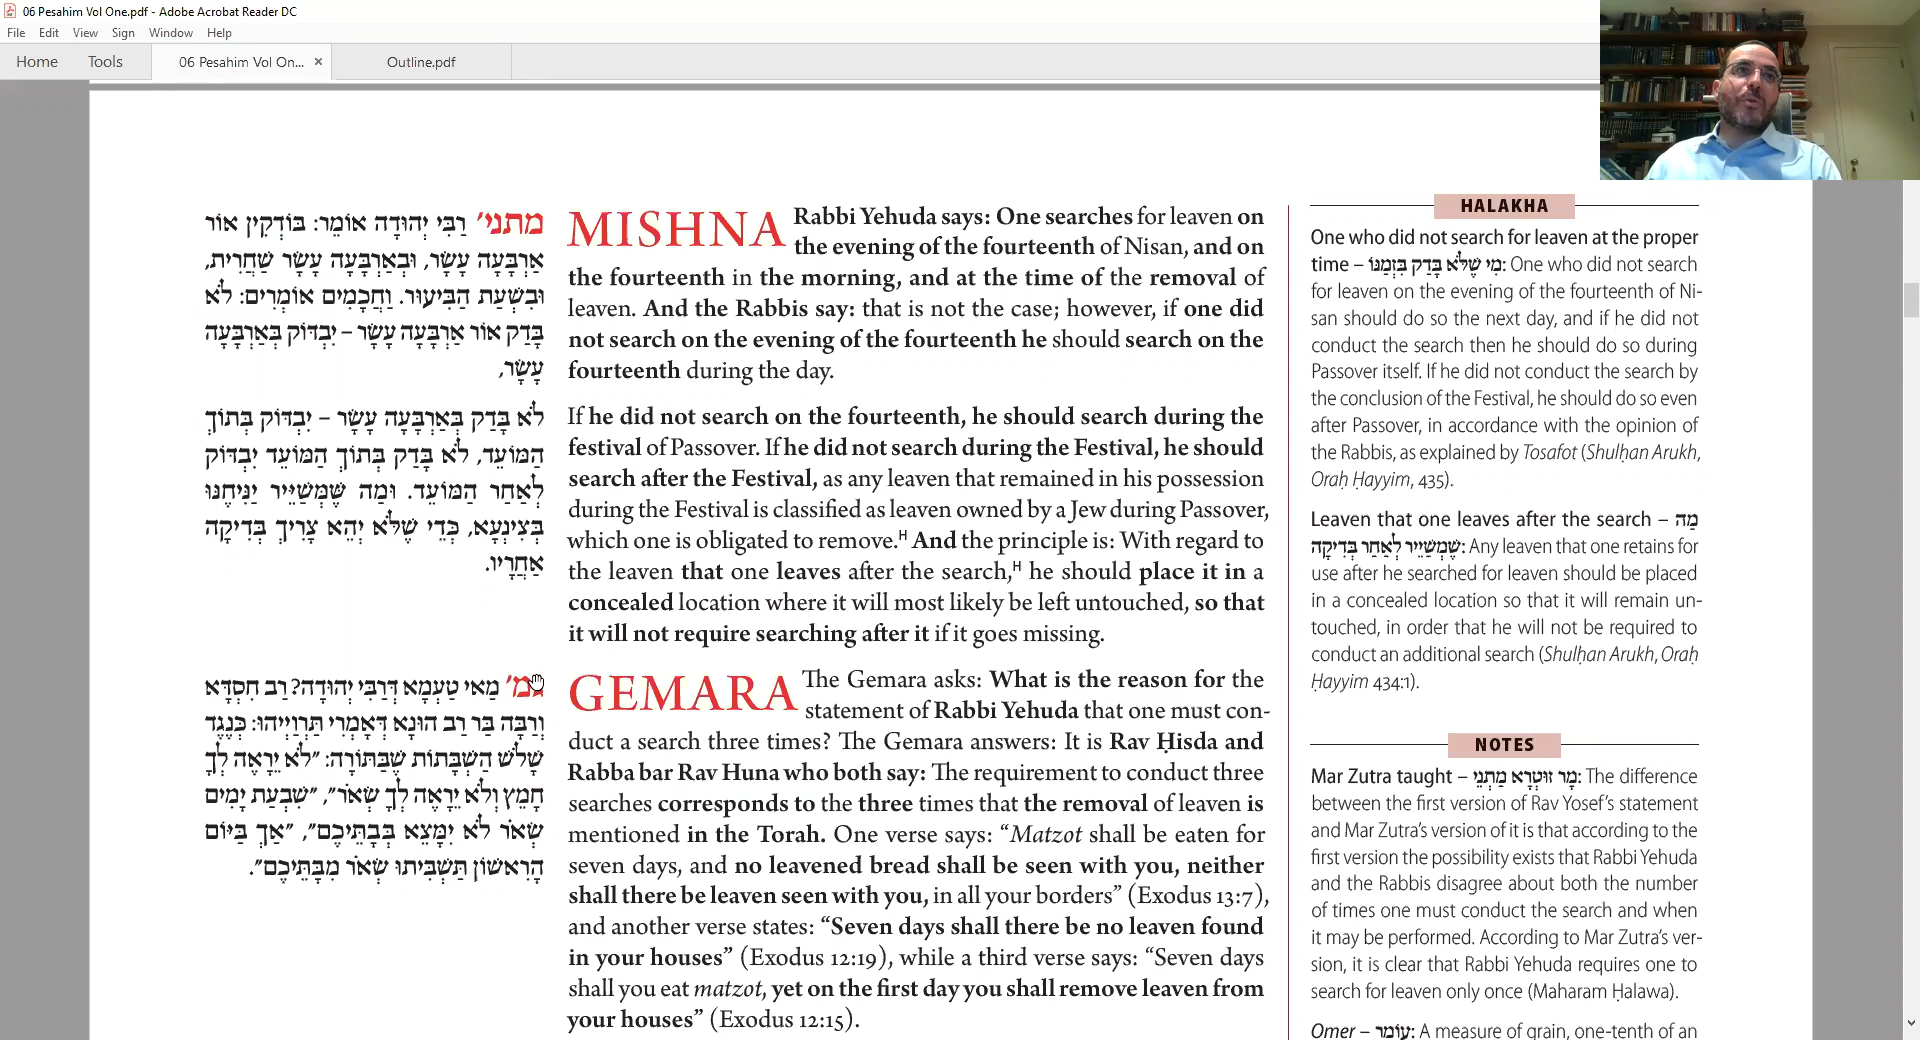 06 Pesahim Vol One.pdf - Adobe Acrobat Reader DC
File Edit View Sign Window Help
Home Tools 06 Pesahim Vol On... × Outline.pdf
מתני׳ רַבִּי יְהוּדָה אוֹמֵר: בּוֹדְקִין אוֹר
אַרְבָּעָה עָשָׂר, וּבְאַרְבָּעָה עָשָׂר שַׁחֲרִית,
וּבִשְׁעַת הַבִּיעוּר. וַחֲכָמִים אוֹמְרִים: לֹא
בָּדַק אוֹר אַרְבָּעָה עָשָׂר – יִבְדּוֹק בְּאַרְבָּעָה
עָשָׂר,
לֹא בָּדַק בְּאַרְבָּעָה עָשָׂר – יִבְדּוֹק בְּתוֹךְ
הַמּוֹעֵד, לֹא בָּדַק בְּתוֹךְ הַמּוֹעֵד יִבְדּוֹק
לְאַחַר הַמּוֹעֵד. וּמַה שֶּׁמְּשַׁיֵּיר יַנִּיחֶנּוּ
בְּצִינְעָא, כְּדֵי שֶׁלֹּא יְהֵא צָרִיךְ בְּדִיקָה
אַחֲרָיו.
גמ׳ מַאי טַעְמָא דְּרַבִּי יְהוּדָה? רַב חִסְדָּא
וְרַבָּה בַּר רַב הוּנָא דְּאָמְרִי תַּרְוַיְיהוּ: כְּנֶגֶד
שָׁלֹשׁ הַשְׁבָּתוֹת שֶׁבַּתּוֹרָה: ״לֹא יֵרָאֶה לְךָ
חָמֵץ וְלֹא יֵרָאֶה לְךָ שְׂאֹר״, ״שִׁבְעַת יָמִים
שְׂאֹר לֹא יִמָּצֵא בְּבָתֵּיכֶם״, ״אַךְ בַּיּוֹם
הָרִאשׁוֹן תַּשְׁבִּיתוּ שְׂאֹר מִבָּתֵּיכֶם״.
MISHNA Rabbi Yehuda says: One searches for leaven on
the evening of the fourteenth of Nisan, and on
the fourteenth in the morning, and at the time of the removal of
leaven. And the Rabbis say: that is not the case; however, if one did
not search on the evening of the fourteenth he should search on the
fourteenth during the day.
If he did not search on the fourteenth, he should search during the
festival of Passover. If he did not search during the Festival, he should
search after the Festival, as any leaven that remained in his possession
during the Festival is classified as leaven owned by a Jew during Passover,
which one is obligated to remove.ᴴ And the principle is: With regard to
the leaven that one leaves after the search,ᴴ he should place it in a
concealed location where it will most likely be left untouched, so that
it will not require searching after it if it goes missing.
GEMARA The Gemara asks: What is the reason for the
statement of Rabbi Yehuda that one must con-
duct a search three times? The Gemara answers: It is Rav Ḥisda and
Rabba bar Rav Huna who both say: The requirement to conduct three
searches corresponds to the three times that the removal of leaven is
mentioned in the Torah. One verse says: “Matzot shall be eaten for
seven days, and no leavened bread shall be seen with you, neither
shall there be leaven seen with you, in all your borders” (Exodus 13:7),
and another verse states: “Seven days shall there be no leaven found
in your houses” (Exodus 12:19), while a third verse says: “Seven days
shall you eat matzot, yet on the first day you shall remove leaven from
your houses” (Exodus 12:15).
HALAKHA
One who did not search for leaven at the proper
time – מִי שֶׁלֹּא בָּדַק בִּזְמַנּוֹ: One who did not search
for leaven on the evening of the fourteenth of Ni-
san should do so the next day, and if he did not
conduct the search then he should do so during
Passover itself. If he did not conduct the search by
the conclusion of the Festival, he should do so even
after Passover, in accordance with the opinion of
the Rabbis, as explained by Tosafot (Shulḥan Arukh,
Oraḥ Ḥayyim, 435).
Leaven that one leaves after the search – מַה
שֶּׁמְּשַׁיֵּיר לְאַחַר בְּדִיקָה: Any leaven that one retains for
use after he searched for leaven should be placed
in a concealed location so that it will remain un-
touched, in order that he will not be required to
conduct an additional search (Shulḥan Arukh, Oraḥ
Ḥayyim 434:1).
NOTES
Mar Zutra taught – מָר זוּטְרָא מַתְנֵי: The difference
between the first version of Rav Yosef’s statement
and Mar Zutra’s version of it is that according to the
first version the possibility exists that Rabbi Yehuda
and the Rabbis disagree about both the number
of times one must conduct the search and when
it may be performed. According to Mar Zutra’s ver-
sion, it is clear that Rabbi Yehuda requires one to
search for leaven only once (Maharam Ḥalawa).
Omer – עוֹמֶר: A measure of grain, one-tenth of an